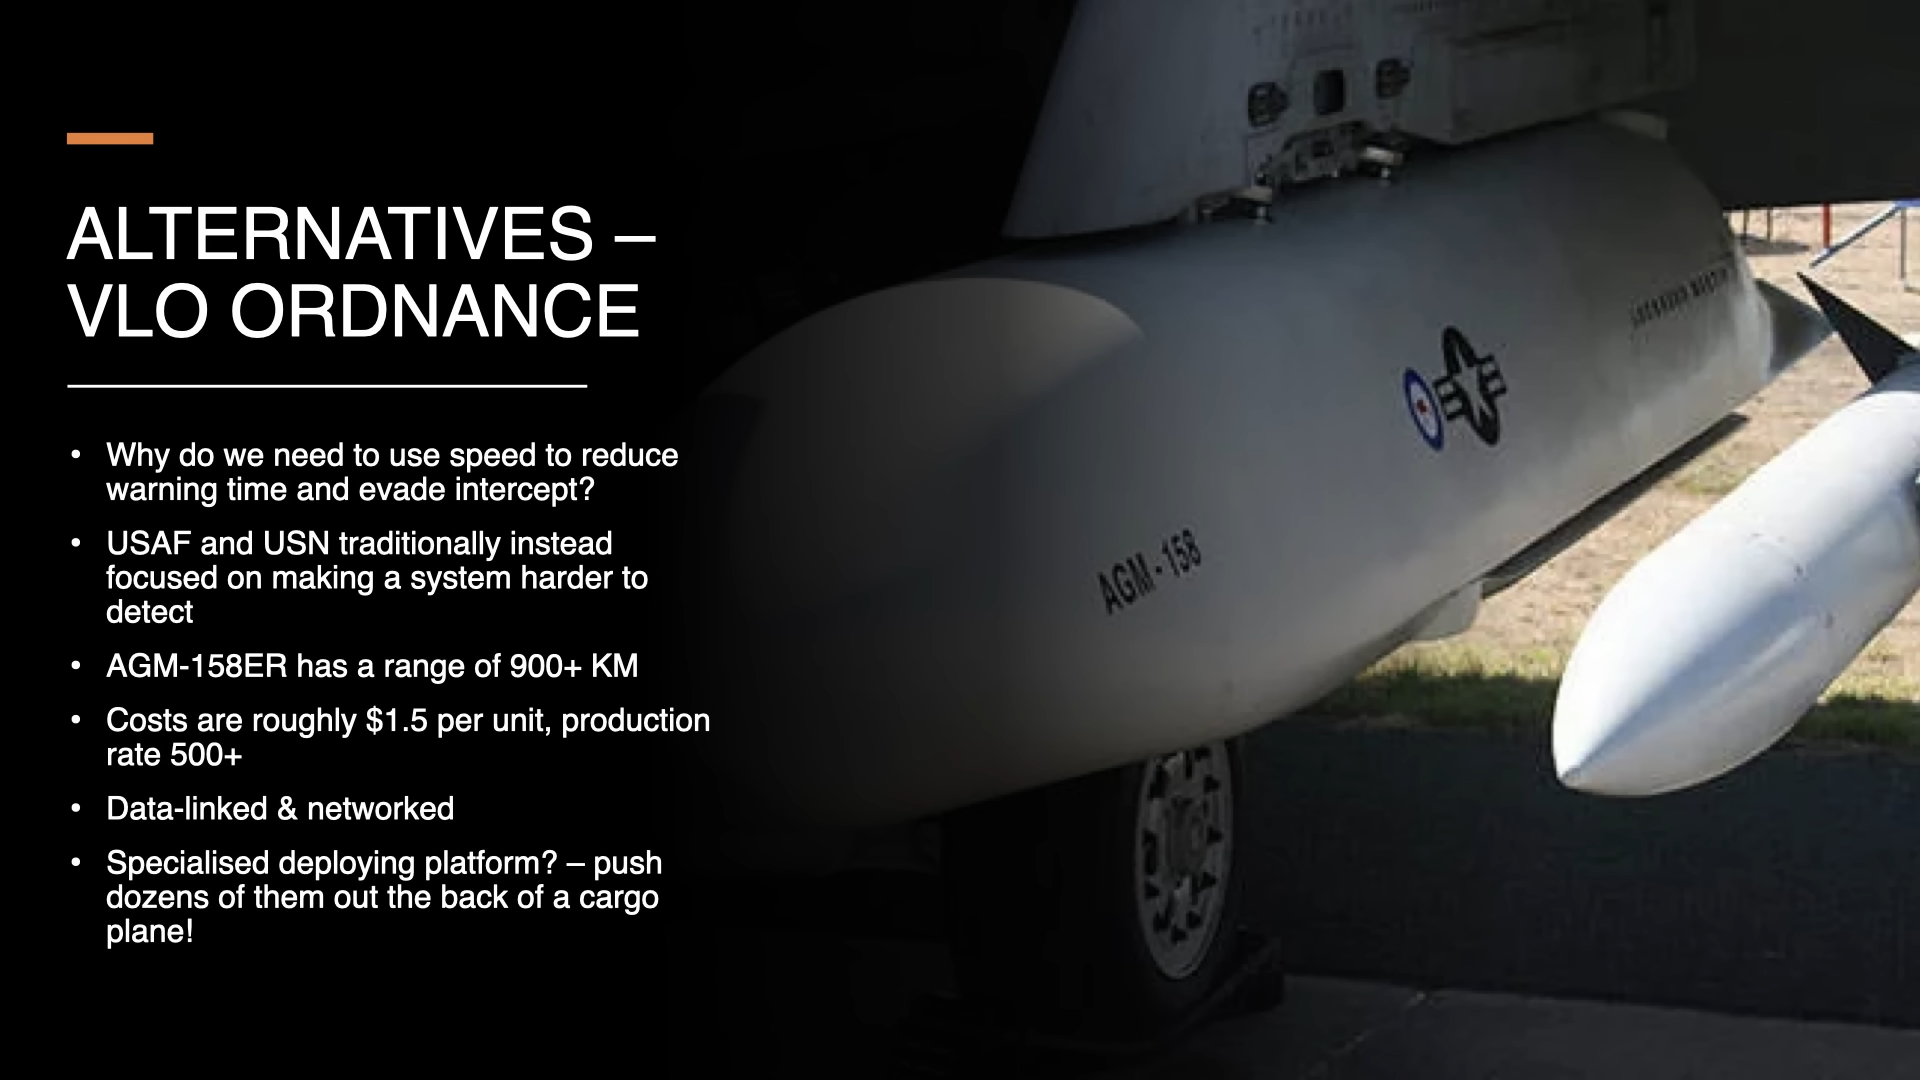 ALTERNATIVES –
VLO ORDNANCE
• Why do we need to use speed to reduce
warning time and evade intercept?
• USAF and USN traditionally instead
focused on making a system harder to
detect
• AGM-158ER has a range of 900+ KM
• Costs are roughly $1.5 per unit, production
rate 500+
• Data-linked & networked
• Specialised deploying platform? – push
dozens of them out the back of a cargo
plane!
LOCKHEED MARTIN
AGM-158